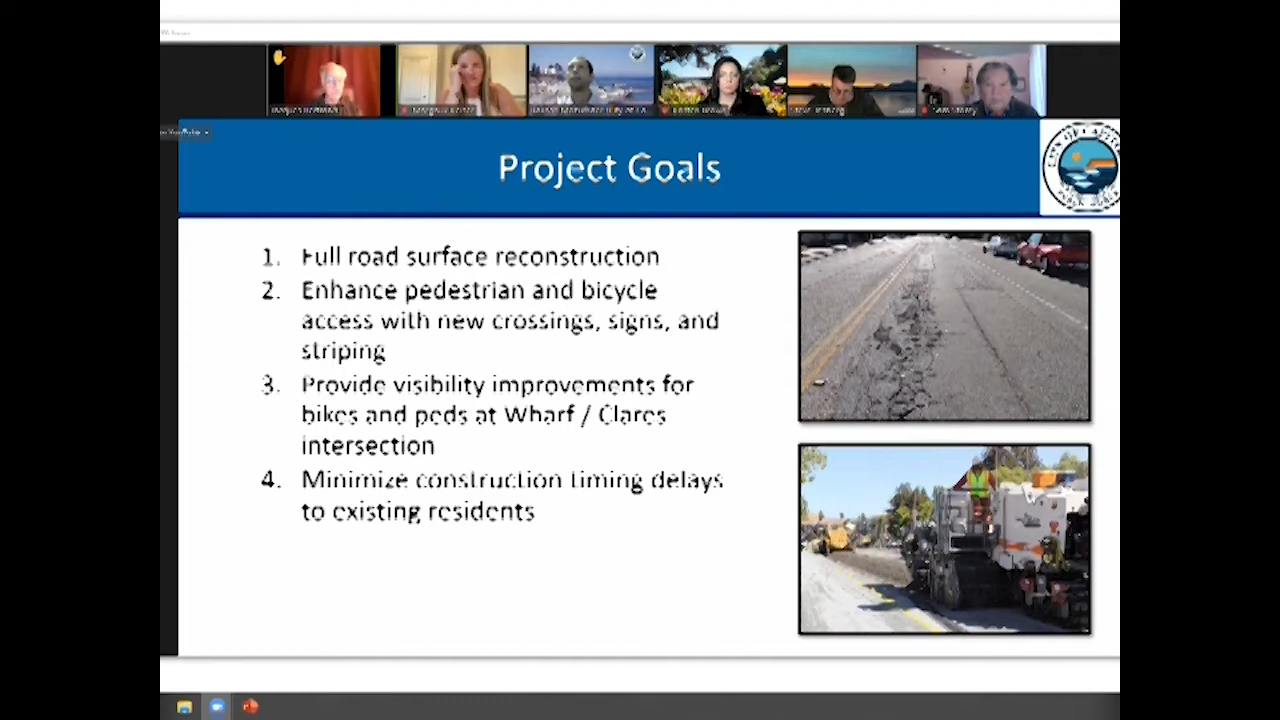 Project Goals
1. Full road surface reconstruction
2. Enhance pedestrian and bicycle
access with new crossings, signs, and
striping
3. Provide visibility improvements for
bikes and peds at Wharf / Clares
intersection
4. Minimize construction timing delays
to existing residents